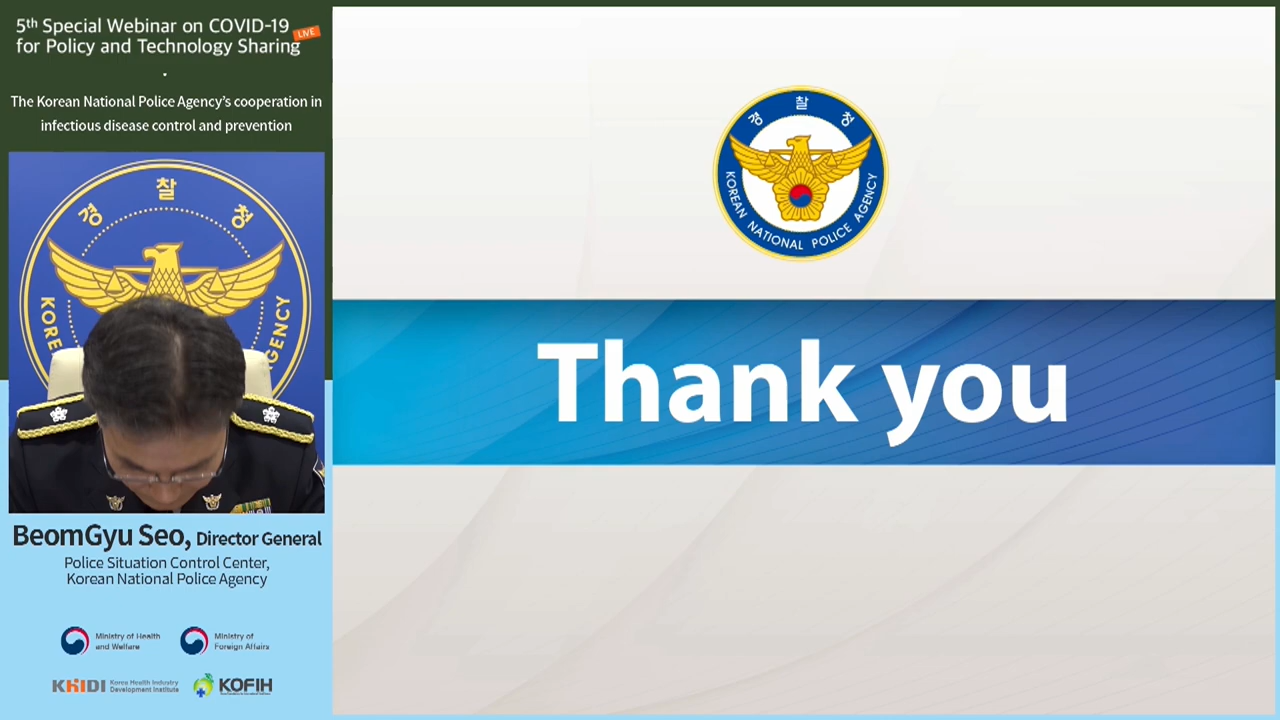 5th Special Webinar on COVID-19
for Policy and Technology Sharing
LIVE
The Korean National Police Agency's cooperation in
infectious disease control and prevention
경 찰 청
KORE
GENCY
BeomGyu Seo, Director General
Police Situation Control Center,
Korean National Police Agency
Ministry of Health
and Welfare
Ministry of
Foreign Affairs
KHIDI
Korea Health Industry
Development Institute
KOFIH
경 찰 청
KOREAN NATIONAL POLICE AGENCY
Thank you